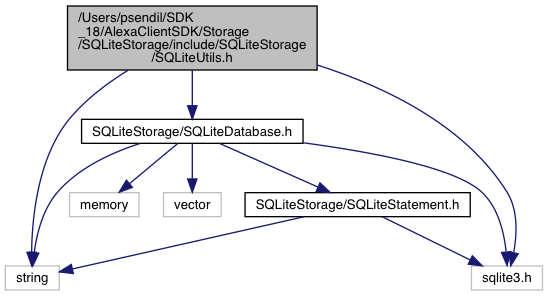 /Users/psendil/SDK
_18/AlexaClientSDK/Storage
/SQLiteStorage/include/SQLiteStorage
/SQLiteUtils.h
SQLiteStorage/SQLiteDatabase.h
memory
vector
SQLiteStorage/SQLiteStatement.h
string
sqlite3.h